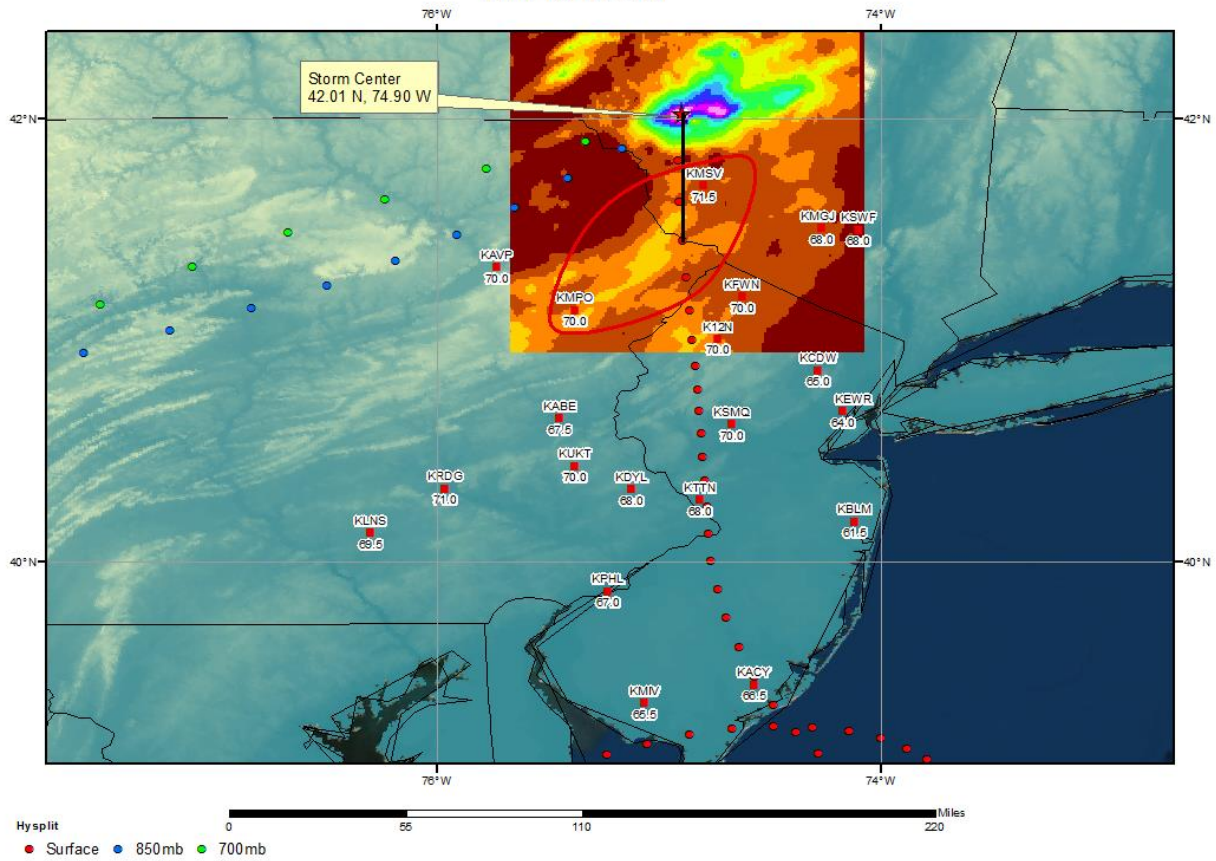 76°W 74°W
Storm Center
42.01 N, 74.90 W
42°N 42°N
KMSV
71.5
KMGJ KSWF
68.0 68.0
KAVP
70.0
KFWN
70.0
KMPO
70.0
K12N
70.0
KCDW
65.0
KABE
67.5
KEWR
64.0
KSMQ
70.0
KUKT
70.0
KRDG
71.0
KDYL
68.0
KTTN
68.0
KLNS
69.5
KBLM
61.5
40°N 40°N
KPHL
67.0
KACY
66.5
KMIV
65.5
76°W 74°W
Miles
0 55 110 220
Hysplit
Surface 850mb 700mb